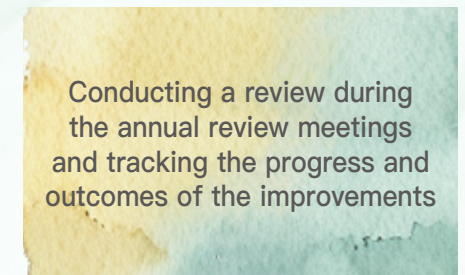 Conducting a review during
the annual review meetings
and tracking the progress and
outcomes of the improvements